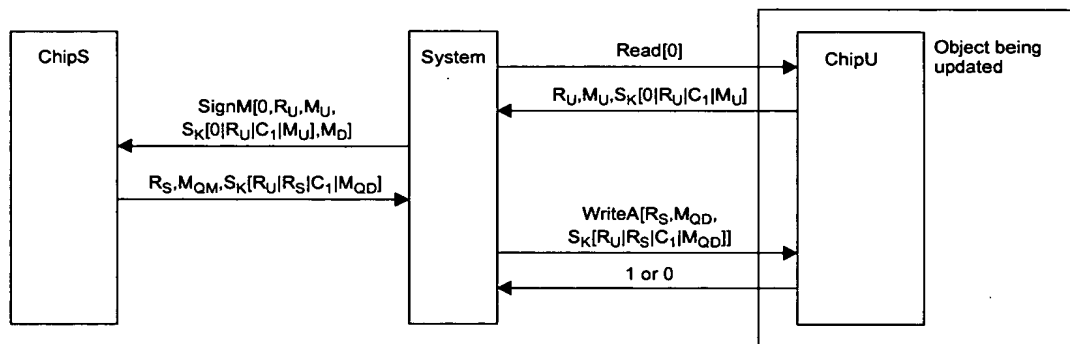 ChipS
System
Read[0]
ChipU
Object being
updated
R_U,M_U,S_K[0|R_U|C_1|M_U]
SignM[0,R_U,M_U,
S_K[0|R_U|C_1|M_U],M_D]
R_S,M_QM,S_K[R_U|R_S|C_1|M_QD]
WriteA[R_S,M_QD,
S_K[R_U|R_S|C_1|M_QD]]
1 or 0